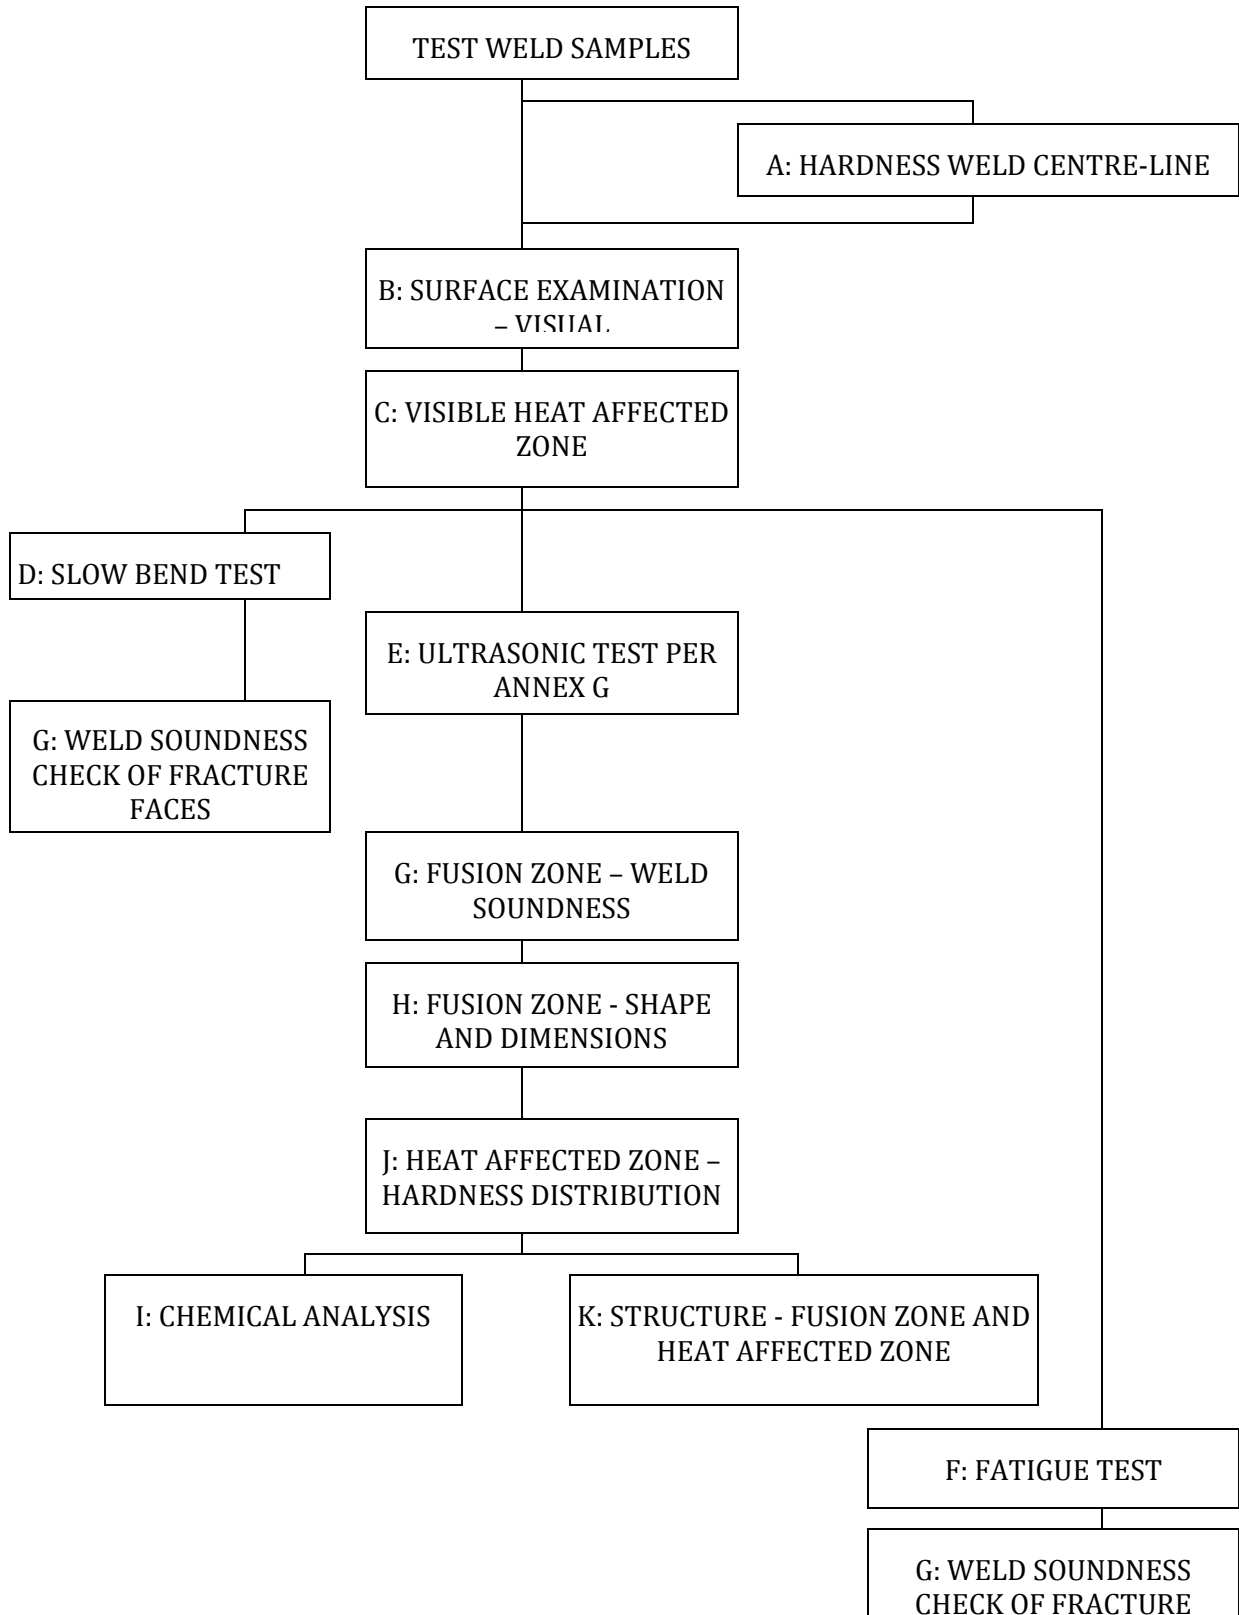 TEST WELD SAMPLES
A: HARDNESS WELD CENTRE-LINE
B: SURFACE EXAMINATION
– VISUAL
C: VISIBLE HEAT AFFECTED
ZONE
D: SLOW BEND TEST
E: ULTRASONIC TEST PER
ANNEX G
G: WELD SOUNDNESS
CHECK OF FRACTURE
FACES
G: FUSION ZONE – WELD
SOUNDNESS
H: FUSION ZONE - SHAPE
AND DIMENSIONS
J: HEAT AFFECTED ZONE –
HARDNESS DISTRIBUTION
I: CHEMICAL ANALYSIS
K: STRUCTURE - FUSION ZONE AND
HEAT AFFECTED ZONE
F: FATIGUE TEST
G: WELD SOUNDNESS
CHECK OF FRACTURE